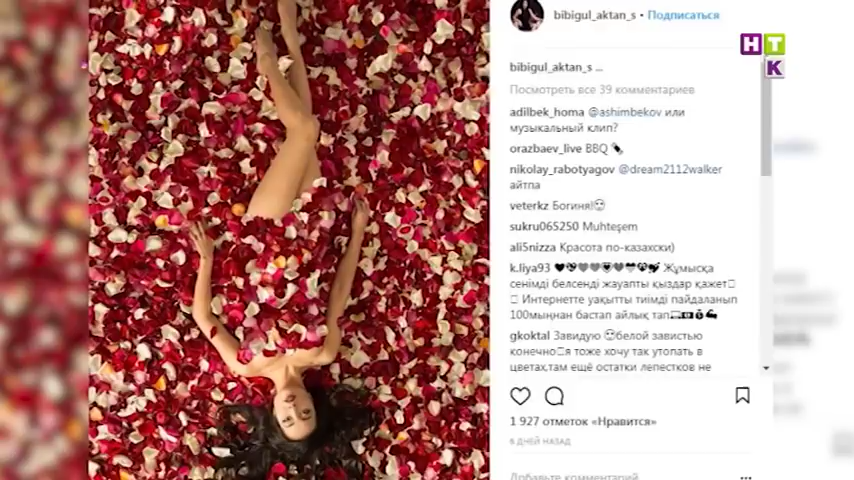 bibigul_aktan_s • Подписаться
НТК
bibigul_aktan_s ...
Посмотреть все 39 комментариев
adilbek_homa @ashimbekov или
музыкальный клип?
orazbaev_live BBQ
nikolay_rabotyagov @dream2112walker
айтпа
veterkz Богиня!
sukru065250 Muhteşem
ali5nizza Красота по-казахски)
k.liya93 Жұмысқа
сенімді белсенді жауапты қыздар қажет
Интернетте уақытты тиімді пайдаланып
100мыңнан бастап айлық тап
gkoktal Завидую белой завистью
конечно я тоже хочу так утопать в
цветах,там ещё остатки лепестков не
1 927 отметок «Нравится»
6 ДНЕЙ НАЗАД
Добавьте комментарий